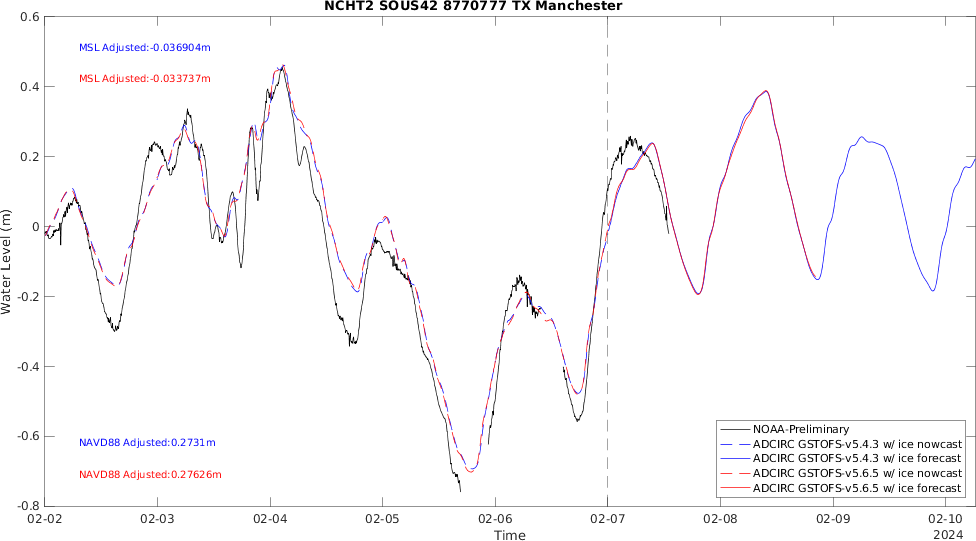 NCHT2 SOUS42 8770777 TX Manchester
0.6
0.4
0.2
0
-0.2
-0.4
-0.6
-0.8
Water Level (m)
MSL Adjusted:-0.036904m
MSL Adjusted:-0.033737m
NAVD88 Adjusted:0.2731m
NAVD88 Adjusted:0.27626m
NOAA-Preliminary
ADCIRC GSTOFS-v5.4.3 w/ ice nowcast
ADCIRC GSTOFS-v5.4.3 w/ ice forecast
ADCIRC GSTOFS-v5.6.5 w/ ice nowcast
ADCIRC GSTOFS-v5.6.5 w/ ice forecast
02-02 02-03 02-04 02-05 02-06 02-07 02-08 02-09 02-10
2024
Time